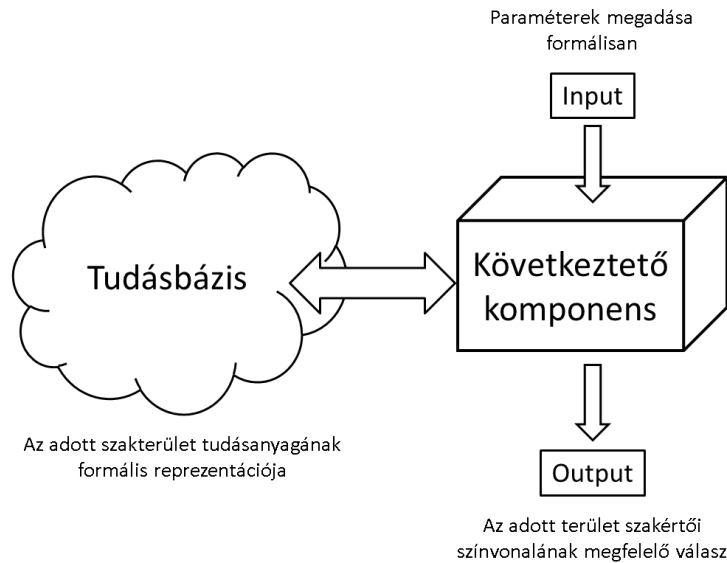 Paraméterek megadása
formálisan
Input
Tudásbázis
Következtető
komponens
Az adott szakterület tudásanyagának
formális reprezentációja
Output
Az adott terület szakértői
színvonalának megfelelő válasz